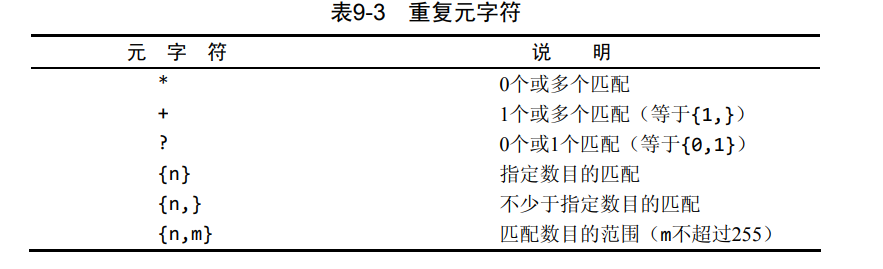 表9-3 重复元字符
元 字 符 说 明
* 0个或多个匹配
+ 1个或多个匹配（等于{1,}）
? 0个或1个匹配（等于{0,1}）
{n} 指定数目的匹配
{n,} 不少于指定数目的匹配
{n,m} 匹配数目的范围（m不超过255）